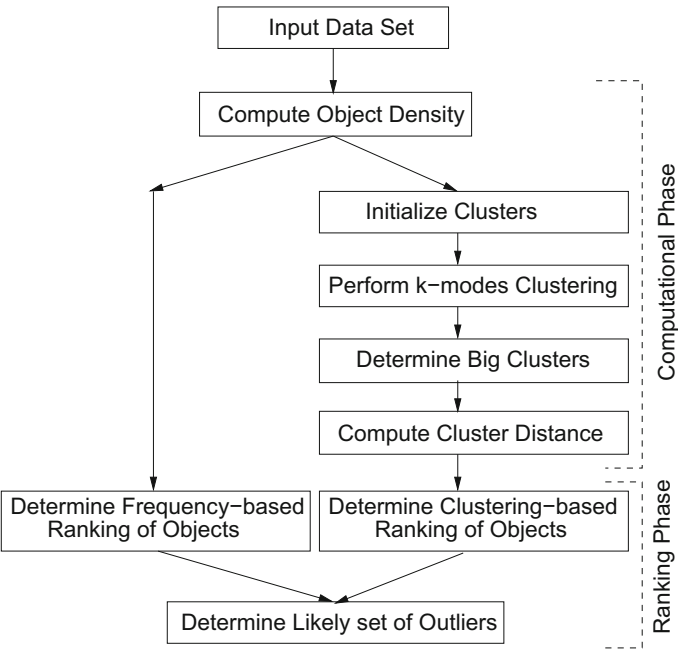 Input Data Set
Compute Object Density
Initialize Clusters
Perform k−modes Clustering
Determine Big Clusters
Compute Cluster Distance
Computational Phase
Determine Frequency−based
Ranking of Objects
Determine Clustering−based
Ranking of Objects
Determine Likely set of Outliers
Ranking Phase